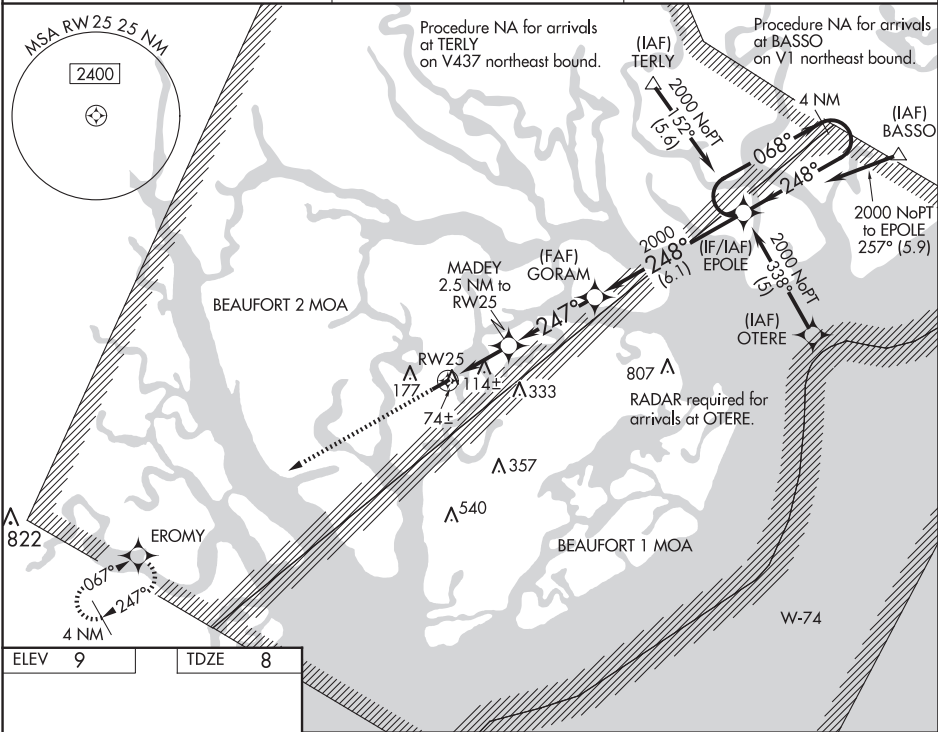 MSA RW 25 25 NM
2400
Procedure NA for arrivals
at TERLY
on V437 northeast bound.
Procedure NA for arrivals
at BASSO
on V1 northeast bound.
(IAF)
TERLY
2000 NoPT
152°
(5.6)
4 NM
(IAF)
BASSO
068°
248°
2000 NoPT
to EPOLE
257° (5.9)
(IF/IAF)
EPOLE
2000
248°
(6.1)
2000 NoPT
338°
(5)
(IAF)
OTERE
(FAF)
GORAM
MADEY
2.5 NM to
RW25
247°
BEAUFORT 2 MOA
RW25
177
114±
74±
333
807
RADAR required for
arrivals at OTERE.
357
540
BEAUFORT 1 MOA
822
EROMY
067°
247°
4 NM
W-74
ELEV 9
TDZE 8